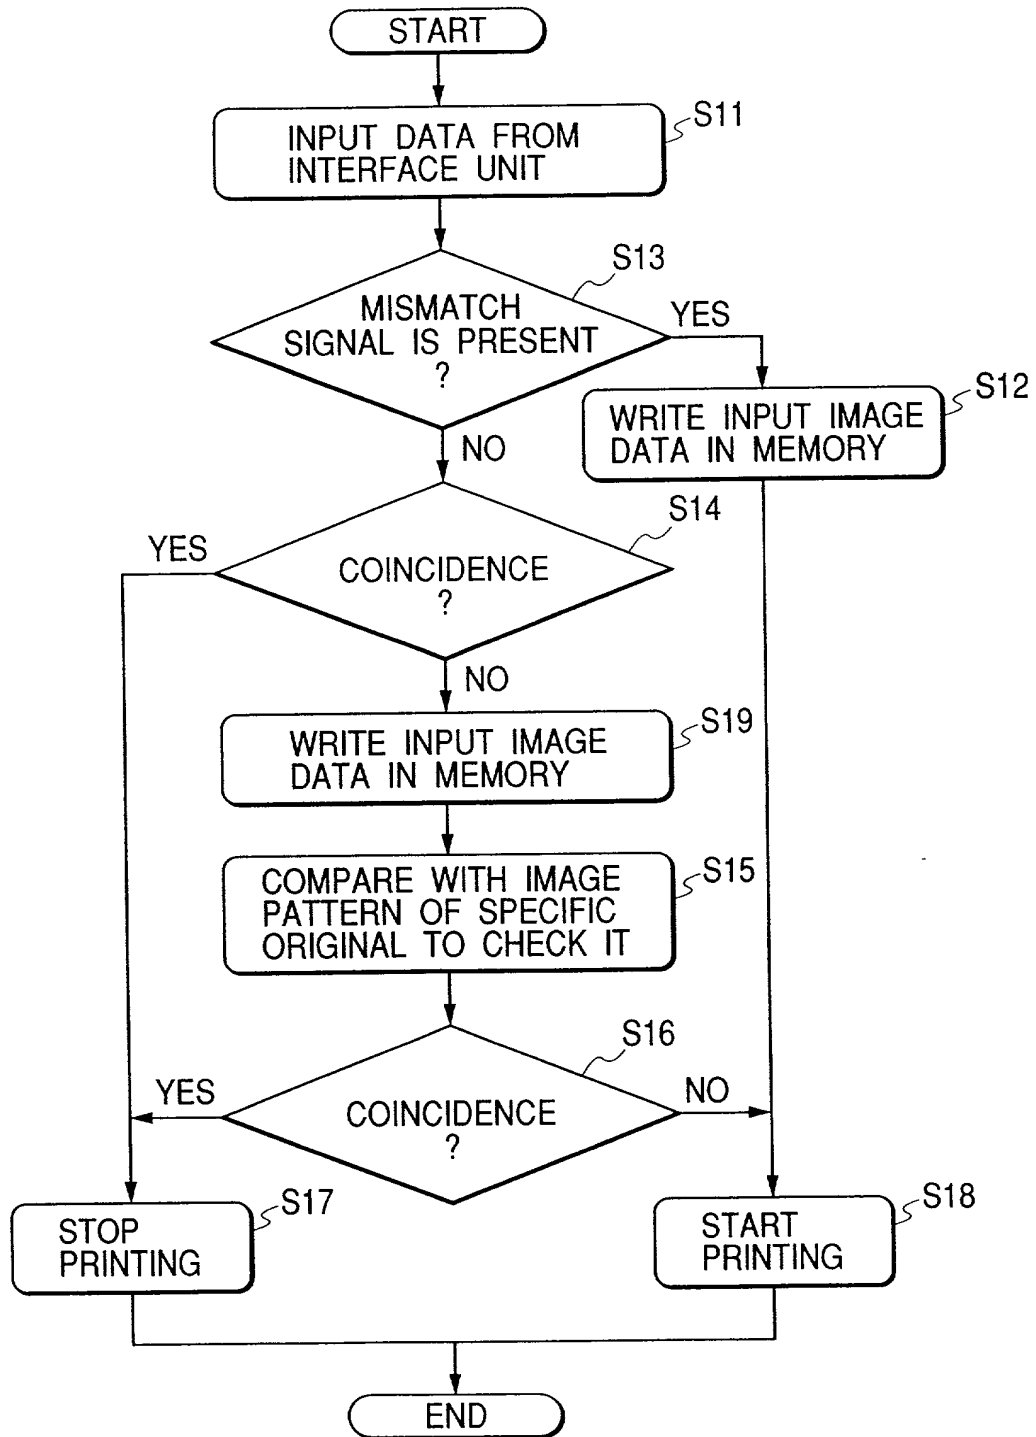 START
INPUT DATA FROM
INTERFACE UNIT
S11
MISMATCH
SIGNAL IS PRESENT
?
S13
YES
NO
WRITE INPUT IMAGE
DATA IN MEMORY
S12
COINCIDENCE
?
S14
YES
NO
WRITE INPUT IMAGE
DATA IN MEMORY
S19
COMPARE WITH IMAGE
PATTERN OF SPECIFIC
ORIGINAL TO CHECK IT
S15
COINCIDENCE
?
S16
YES
NO
STOP
PRINTING
S17
START
PRINTING
S18
END